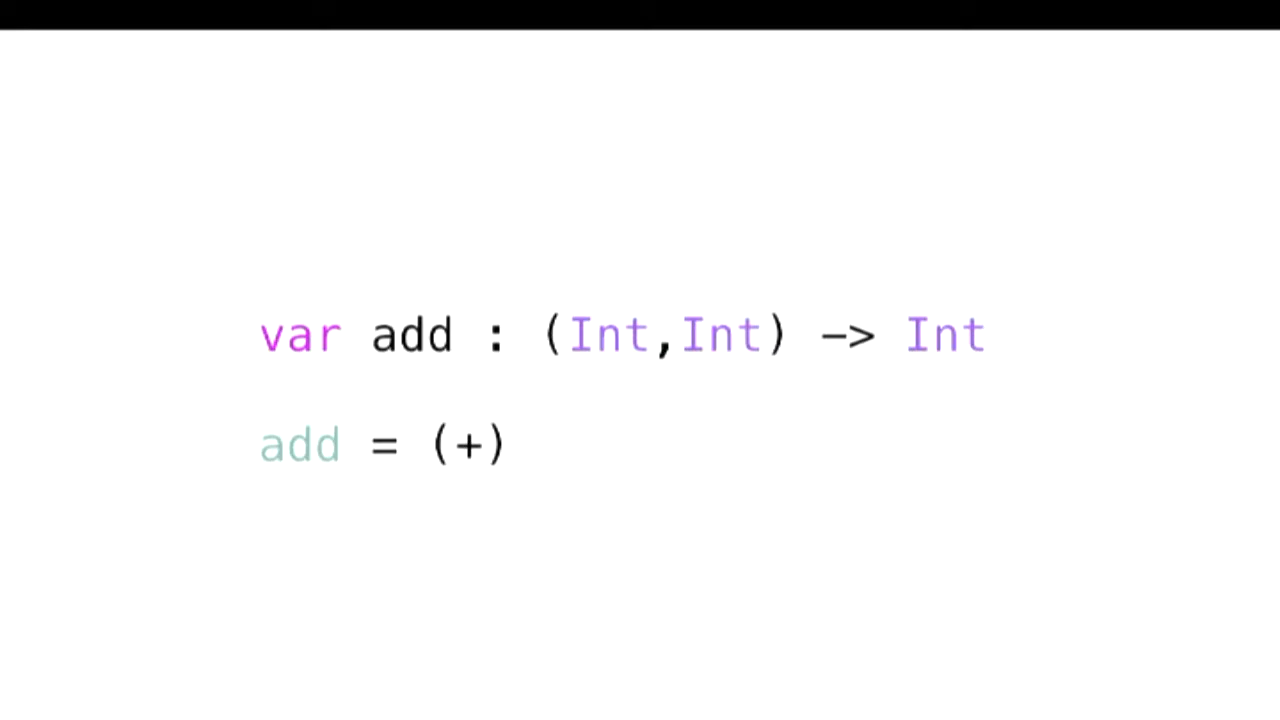 var add : (Int,Int) -> Int
add = (+)